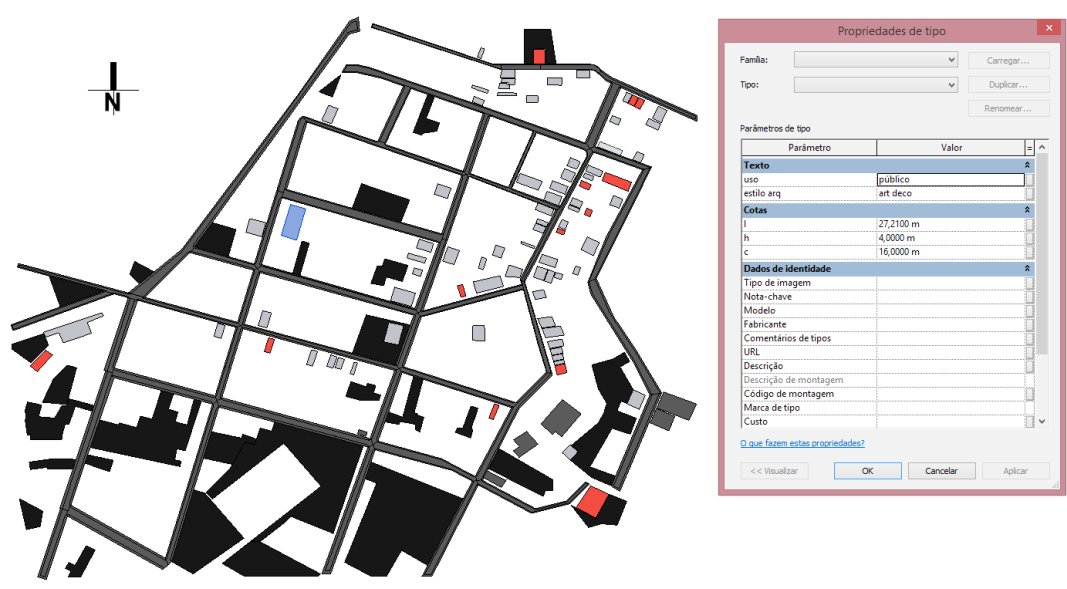 N
Propriedades de tipo
Família:
Carregar...
Tipo:
Duplicar...
Renomear...
Parâmetros de tipo
Parâmetro Valor =
Texto
uso público
estilo arq art deco
Cotas
l 27,2100 m
h 4,0000 m
c 16,0000 m
Dados de identidade
Tipo de imagem
Nota-chave
Modelo
Fabricante
Comentários de tipos
URL
Descrição
Descrição de montagem
Código de montagem
Marca de tipo
Custo
O que fazem estas propriedades?
<< Visualizar OK Cancelar Aplicar